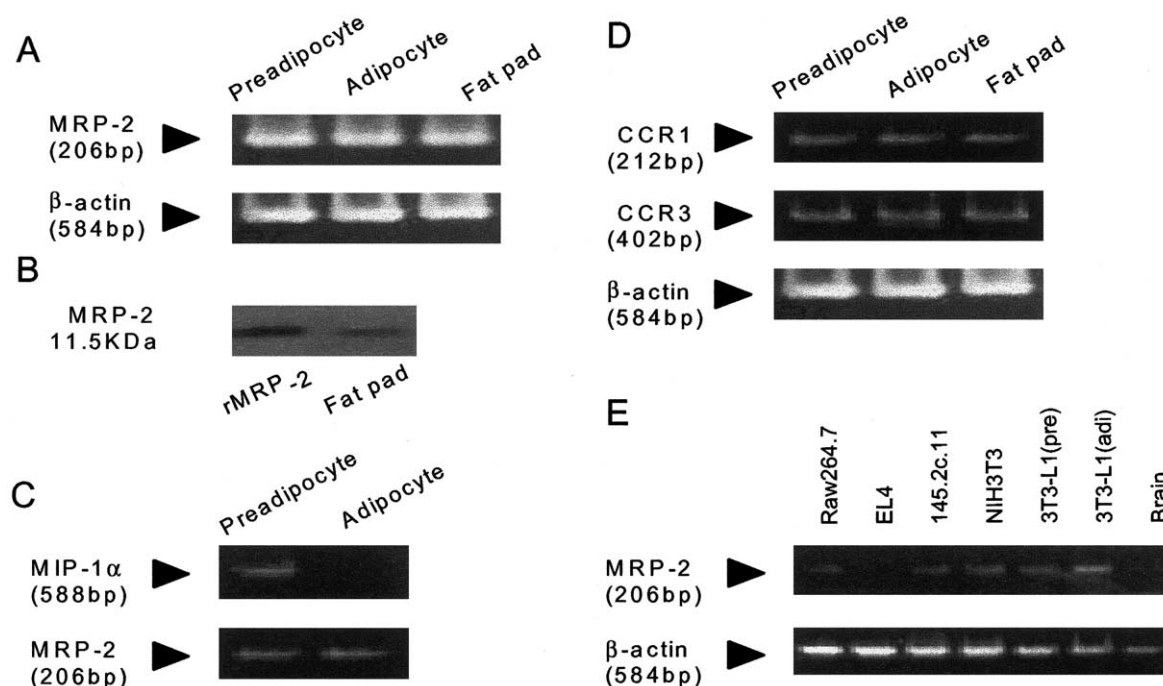 A
Preadipocyte
Adipocyte
Fat pad
MRP-2
(206bp)
β-actin
(584bp)
B
MRP-2
11.5KDa
rMRP-2
Fat pad
C
Preadipocyte
Adipocyte
MIP-1α
(588bp)
MRP-2
(206bp)
D
Preadipocyte
Adipocyte
Fat pad
CCR1
(212bp)
CCR3
(402bp)
β-actin
(584bp)
E
Raw264.7
EL4
145.2c.11
NIH3T3
3T3-L1(pre)
3T3-L1(adi)
Brain
MRP-2
(206bp)
β-actin
(584bp)